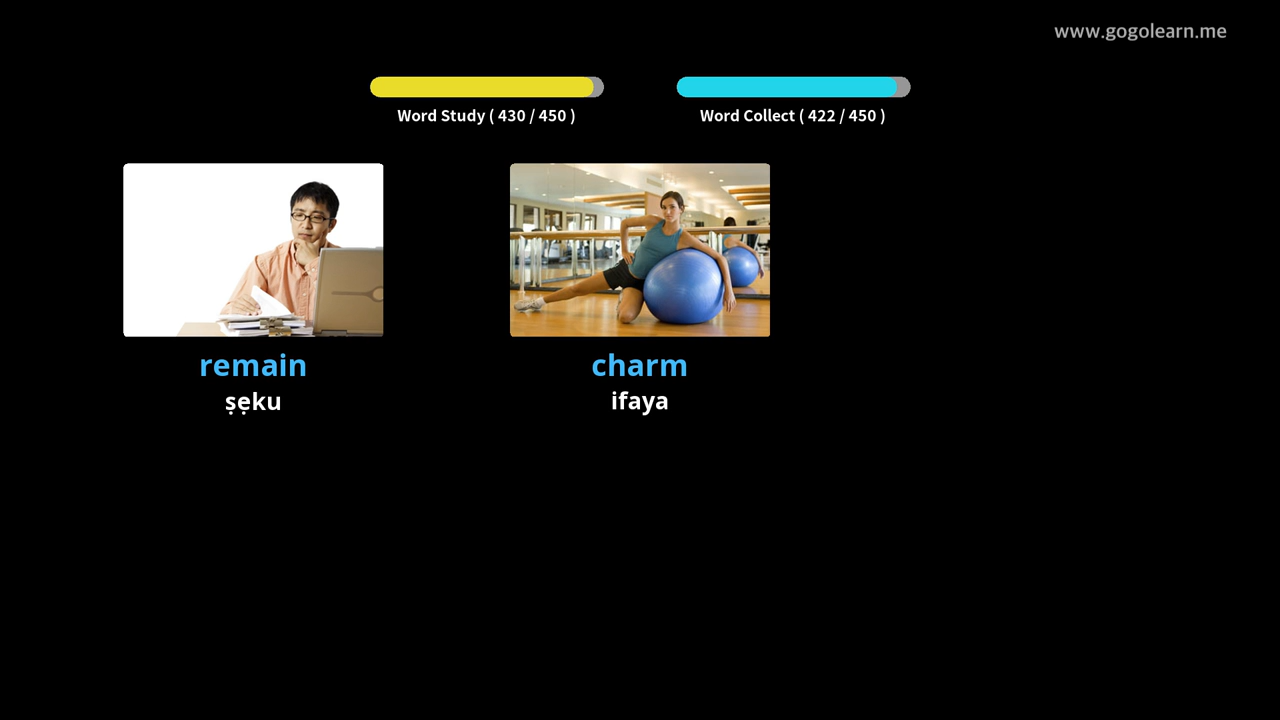 www.gogolearn.me
Word Study ( 430 / 450 )
Word Collect ( 422 / 450 )
remain
ṣẹku
charm
ifaya